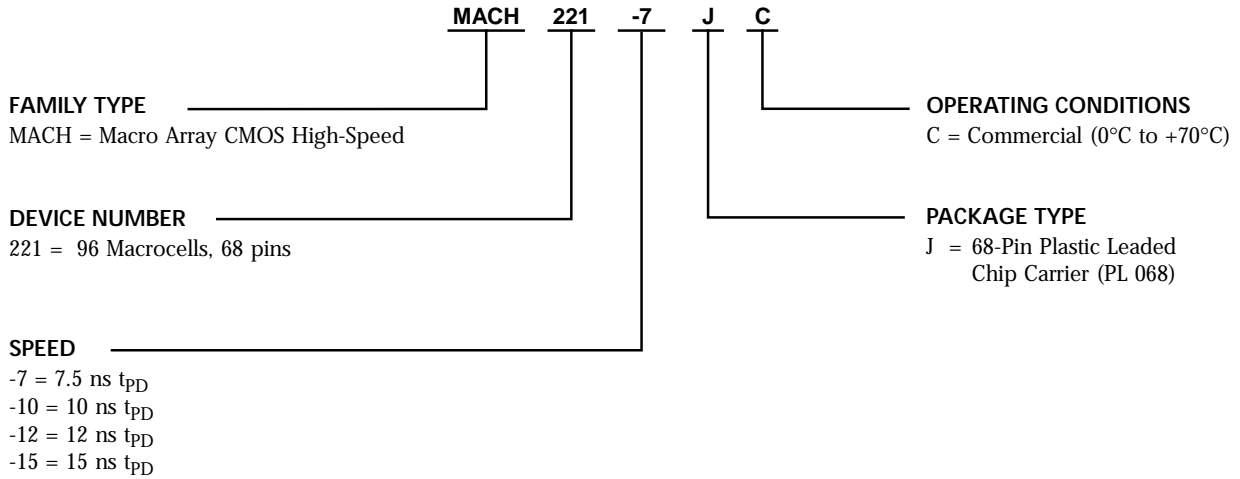 MACH 221 -7 J C
FAMILY TYPE
MACH = Macro Array CMOS High-Speed
OPERATING CONDITIONS
C = Commercial (0°C to +70°C)
DEVICE NUMBER
221 = 96 Macrocells, 68 pins
PACKAGE TYPE
J = 68-Pin Plastic Leaded
Chip Carrier (PL 068)
SPEED
-7 = 7.5 ns tPD
-10 = 10 ns tPD
-12 = 12 ns tPD
-15 = 15 ns tPD